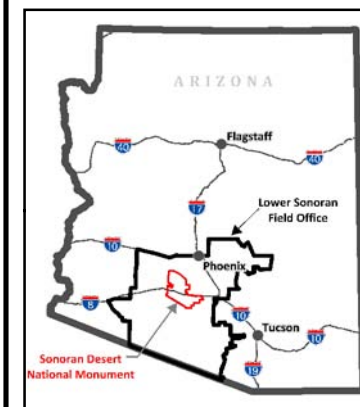 ARIZONA
Flagstaff
40
40
Lower Sonoran
Field Office
17
10
Phoenix
8
10
Tucson
Sonoran Desert
National Monument
10
19